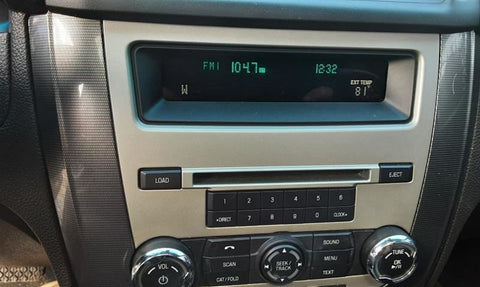 FM1 104.7 12:32
EXT TEMP
W 81°
LOAD EJECT
1 2 3 4 5 6
DIRECT 7 8 9 0 CLOCK
SOUND
SCAN MENU
VOL SEEK/TRACK TUNE
OK
CAT/FOLD TEXT